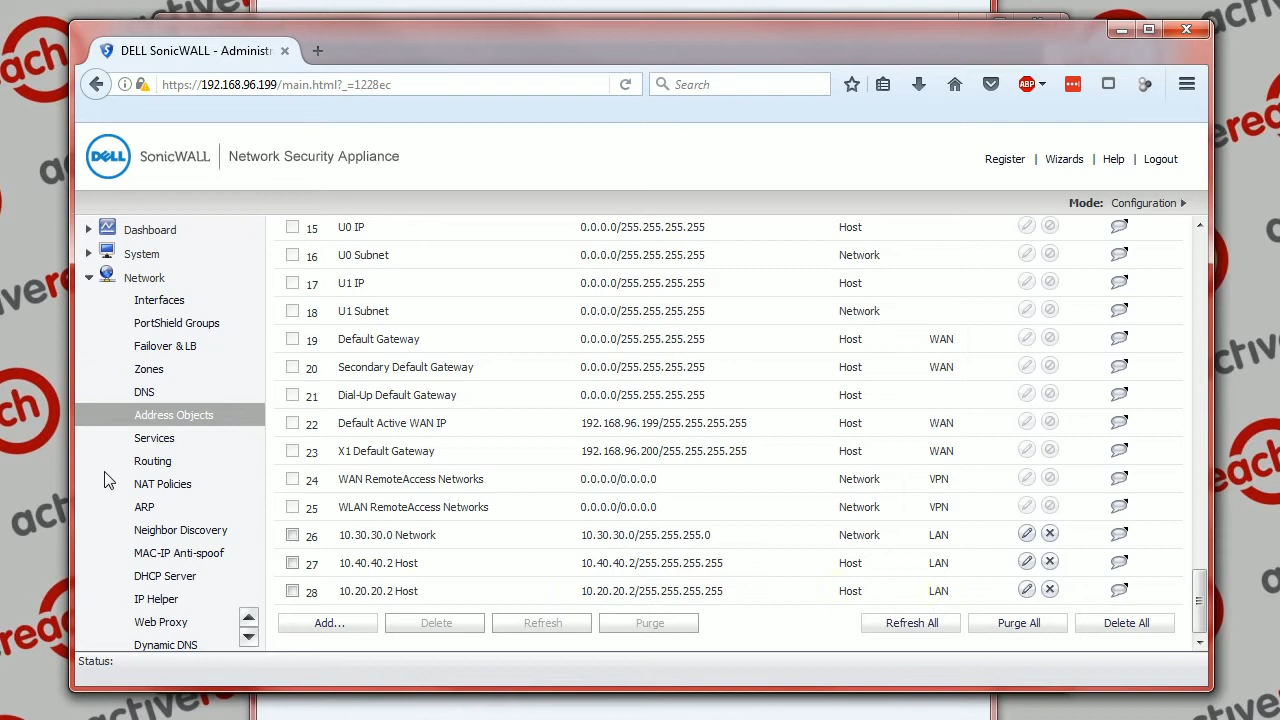 DELL SonicWALL - Administr
https://192.168.96.199/main.html?_=1228ec
Search
ABP
DELL
SonicWALL
Network Security Appliance
Register | Wizards | Help | Logout
Mode: Configuration
Dashboard
System
Network
Interfaces
PortShield Groups
Failover & LB
Zones
DNS
Address Objects
Services
Routing
NAT Policies
ARP
Neighbor Discovery
MAC-IP Anti-spoof
DHCP Server
IP Helper
Web Proxy
Dynamic DNS
15 U0 IP 0.0.0.0/255.255.255.255 Host
16 U0 Subnet 0.0.0.0/255.255.255.255 Network
17 U1 IP 0.0.0.0/255.255.255.255 Host
18 U1 Subnet 0.0.0.0/255.255.255.255 Network
19 Default Gateway 0.0.0.0/255.255.255.255 Host WAN
20 Secondary Default Gateway 0.0.0.0/255.255.255.255 Host WAN
21 Dial-Up Default Gateway 0.0.0.0/255.255.255.255 Host
22 Default Active WAN IP 192.168.96.199/255.255.255.255 Host WAN
23 X2 Default Gateway 192.168.96.200/255.255.255.255 Host WAN
24 WAN RemoteAccess Networks 0.0.0.0/0.0.0.0 Network VPN
25 WLAN RemoteAccess Networks 0.0.0.0/0.0.0.0 Network VPN
26 10.30.30.0 Network 10.30.30.0/255.255.255.0 Network LAN
27 10.40.40.2 Host 10.40.40.2/255.255.255.255 Host LAN
28 10.20.20.2 Host 10.20.20.2/255.255.255.255 Host LAN
Add... Delete Refresh Purge Refresh All Purge All Delete All
Status: